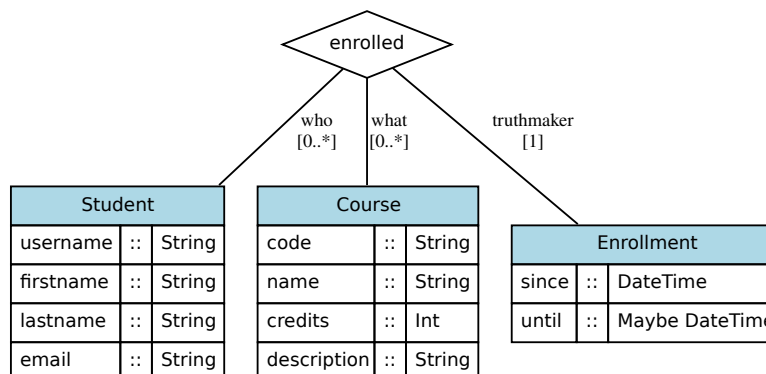 enrolled
who
[0..*]
what
[0..*]
truthmaker
[1]
Student
username :: String
firstname :: String
lastname :: String
email :: String
Course
code :: String
name :: String
credits :: Int
description :: String
Enrollment
since :: DateTime
until :: Maybe DateTime